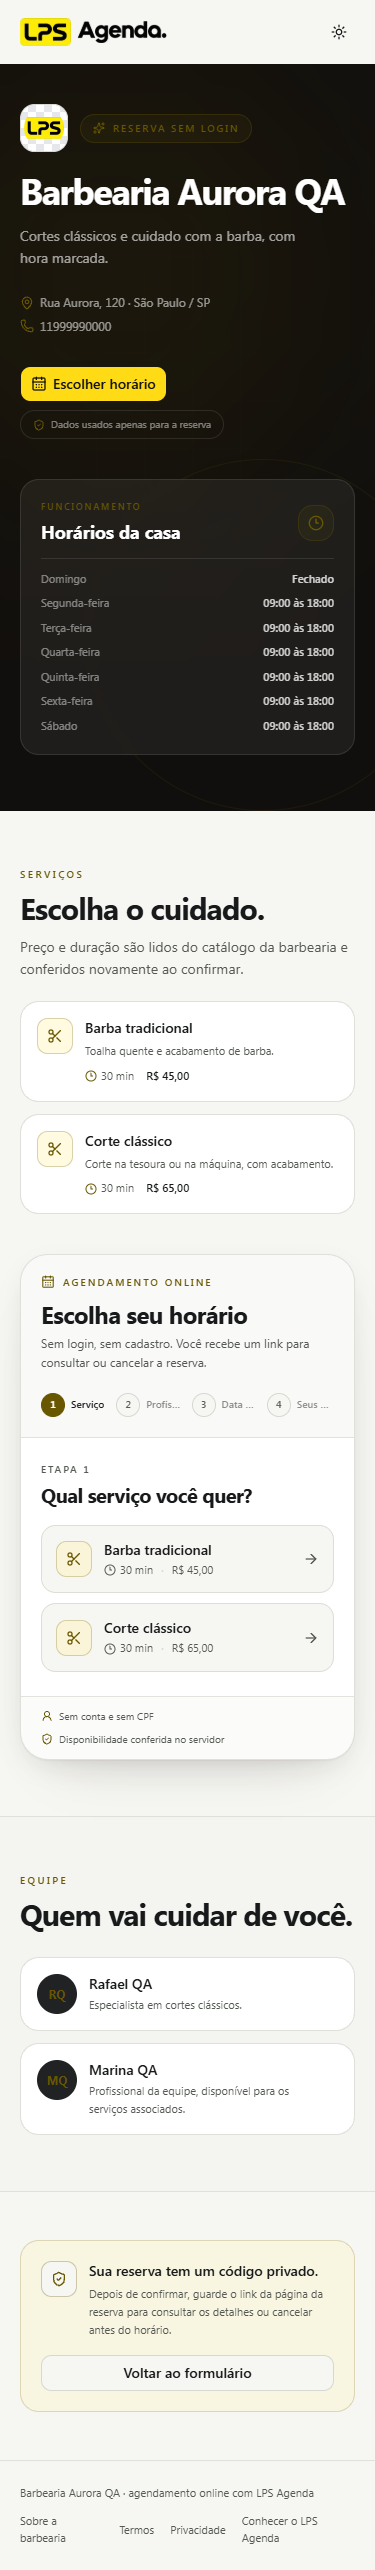 LPS Agenda.
LPS
RESERVA SEM LOGIN
Barbearia Aurora QA
Cortes clássicos e cuidado com a barba, com
hora marcada.
Rua Aurora, 120 · São Paulo / SP
11999990000
Escolher horário
Dados usados apenas para a reserva
FUNCIONAMENTO
Horários da casa
Domingo Fechado
Segunda-feira 09:00 às 18:00
Terça-feira 09:00 às 18:00
Quarta-feira 09:00 às 18:00
Quinta-feira 09:00 às 18:00
Sexta-feira 09:00 às 18:00
Sábado 09:00 às 18:00
SERVIÇOS
Escolha o cuidado.
Preço e duração são lidos do catálogo da barbearia e
conferidos novamente ao confirmar.
Barba tradicional
Toalha quente e acabamento de barba.
30 min R$ 45,00
Corte clássico
Corte na tesoura ou na máquina, com acabamento.
30 min R$ 65,00
AGENDAMENTO ONLINE
Escolha seu horário
Sem login, sem cadastro. Você recebe um link para
consultar ou cancelar a reserva.
1 Serviço 2 Profis... 3 Data ... 4 Seus ...
ETAPA 1
Qual serviço você quer?
Barba tradicional
30 min · R$ 45,00
Corte clássico
30 min · R$ 65,00
Sem conta e sem CPF
Disponibilidade conferida no servidor
EQUIPE
Quem vai cuidar de você.
RQ
Rafael QA
Especialista em cortes clássicos.
MQ
Marina QA
Profissional da equipe, disponível para os
serviços associados.
Sua reserva tem um código privado.
Depois de confirmar, guarde o link da página da
reserva para consultar os detalhes ou cancelar
antes do horário.
Voltar ao formulário
Barbearia Aurora QA · agendamento online com LPS Agenda
Sobre a
barbearia
Termos
Privacidade
Conhecer o LPS
Agenda